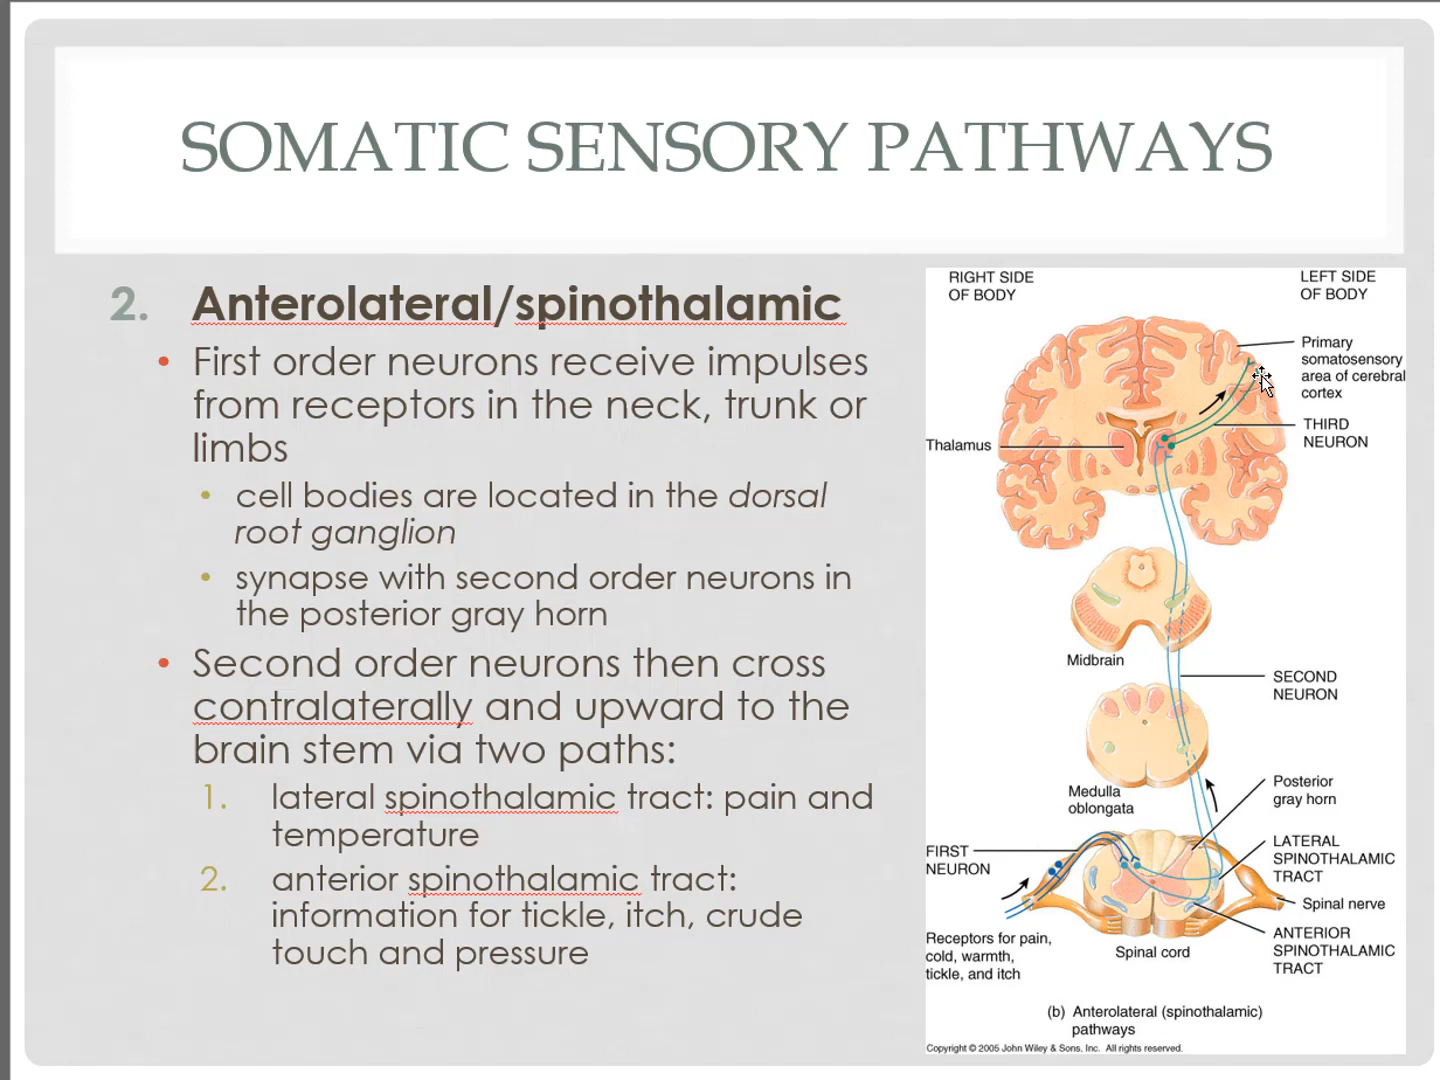 SOMATIC SENSORY PATHWAYS
2. Anterolateral/spinothalamic
• First order neurons receive impulses
from receptors in the neck, trunk or
limbs
• cell bodies are located in the dorsal
root ganglion
• synapse with second order neurons in
the posterior gray horn
• Second order neurons then cross
contralaterally and upward to the
brain stem via two paths:
1. lateral spinothalamic tract: pain and
temperature
2. anterior spinothalamic tract:
information for tickle, itch, crude
touch and pressure
RIGHT SIDE
OF BODY
LEFT SIDE
OF BODY
Primary
somatosensory
area of cerebral
cortex
THIRD
NEURON
Thalamus
Midbrain
SECOND
NEURON
Medulla
oblongata
Posterior
gray horn
FIRST
NEURON
LATERAL
SPINOTHALAMIC
TRACT
Spinal nerve
Receptors for pain,
cold, warmth,
tickle, and itch
Spinal cord
ANTERIOR
SPINOTHALAMIC
TRACT
(b) Anterolateral (spinothalamic)
pathways
Copyright © 2005 John Wiley & Sons, Inc. All rights reserved.